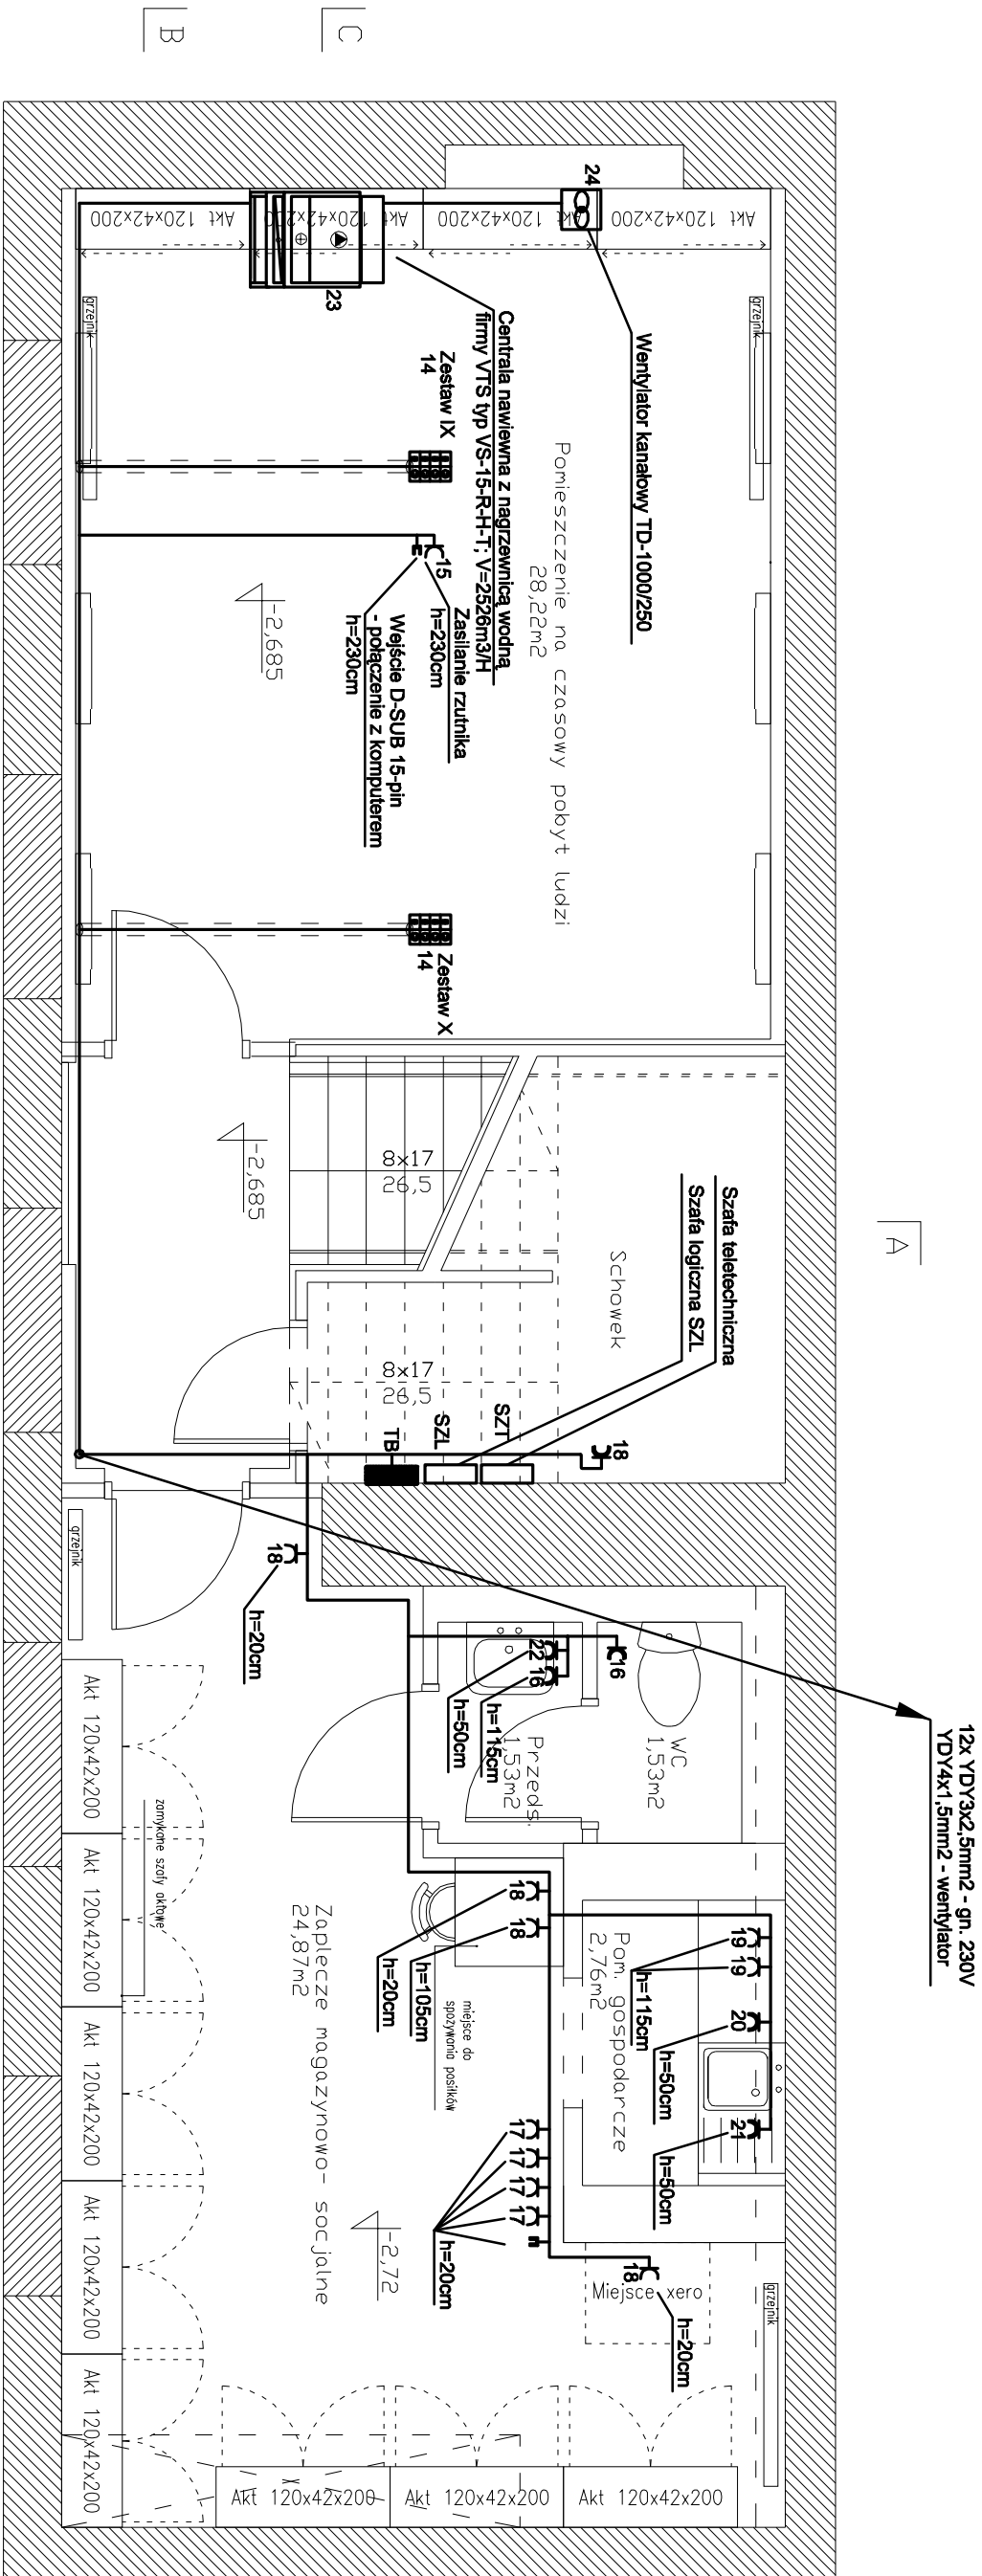 B
C
A
24
Akt 120x42x200
Akt 120x42x200
Akt 120x42x200
Akt 120x42x200
23
grzejnik
grzejnik
Wentylator kanałowy TD-1000/250
Centrala nawiewna z nagrzewnicą wodną
firmy VTS typ VS-15-R-H-T; V=2526m3/H
Pomieszczenie na czasowy pobyt ludzi
28,22m2
Zestaw IX
14
15
Zasilanie rzutnika
h=230cm
Wejście D-SUB 15-pin
- połączenie z komputerem
h=230cm
-2,685
Zestaw X
14
-2,685
8x17
26,5
8x17
26,5
Schowek
Szafa teletechniczna
Szafa logiczna SZL
SZT
SZL
TB
18
grzejnik
18
h=20cm
12x YDY3x2,5mm2 - gn. 230V
YDY4x1,5mm2 - wentylator
16
22
16
h=115cm
h=50cm
WC
1,53m2
Przeds.
1,53m2
18
18
h=105cm
h=20cm
19
19
h=115cm
20
h=50cm
21
h=50cm
Pom. gospodarcze
2,76m2
miejsce do
spożywania posiłków
Zaplecze magazynowo- socjalne
24,87m2
zamykane szafy aktowe
17
17
17
17
h=20cm
-2,72
18
Miejsce xero
h=20cm
grzejnik
Akt 120x42x200
Akt 120x42x200
Akt 120x42x200
Akt 120x42x200
Akt 120x42x200
Akt 120x42x200
Akt 120x42x200
Akt 120x42x200